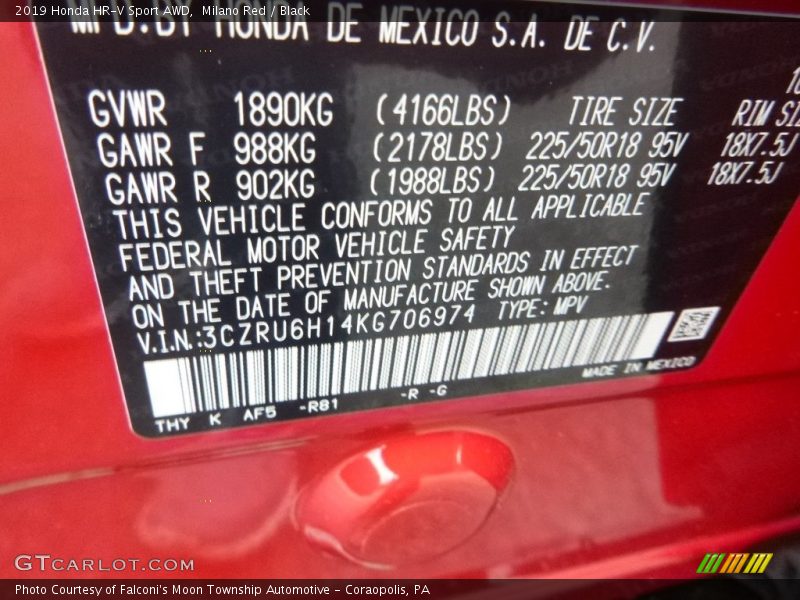 2019 Honda HR-V Sport AWD, Milano Red / Black
MFD.BY HONDA DE MEXICO S.A. DE C.V.
GVWR 1890KG (4166LBS) TIRE SIZE RIM SIZ
GAWR F 988KG (2178LBS) 225/50R18 95V 18X7.5J
GAWR R 902KG (1988LBS) 225/50R18 95V 18X7.5J
THIS VEHICLE CONFORMS TO ALL APPLICABLE
FEDERAL MOTOR VEHICLE SAFETY
AND THEFT PREVENTION STANDARDS IN EFFECT
ON THE DATE OF MANUFACTURE SHOWN ABOVE.
V.I.N.:3CZRU6H14KG706974 TYPE: MPV
MADE IN MEXICO
THY K AF5 -R81 -R -G
GTCARLOT.COM
Photo Courtesy of Falconi's Moon Township Automotive - Coraopolis, PA